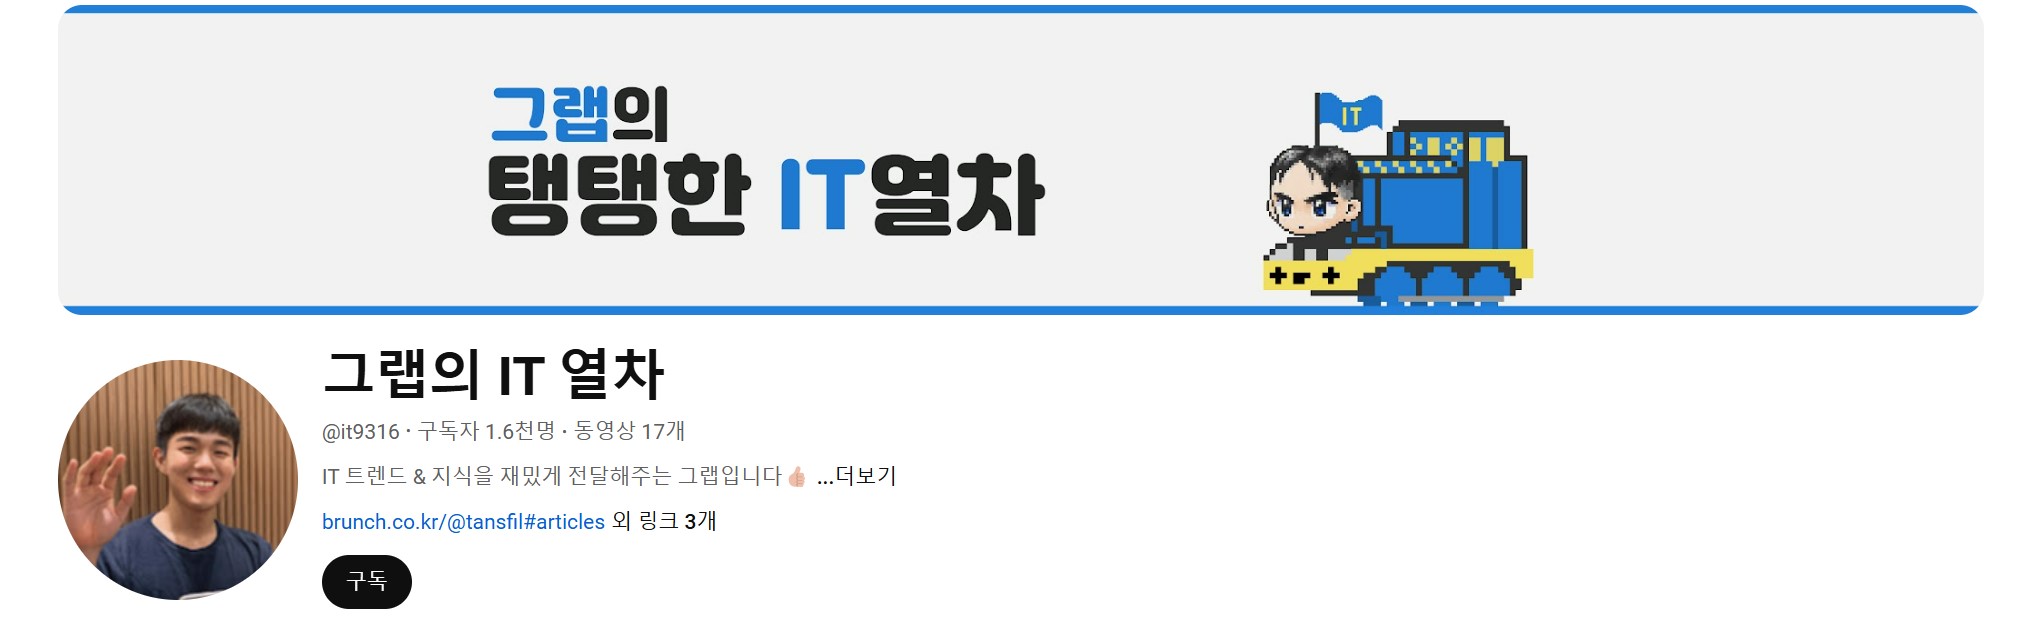 그랩의
탱탱한 IT열차
IT
그랩의 IT 열차
@it9316 · 구독자 1.6천명 · 동영상 17개
IT 트렌드 & 지식을 재밌게 전달해주는 그랩입니다👍🏻 ...더보기
brunch.co.kr/@tansfil#articles 외 링크 3개
구독